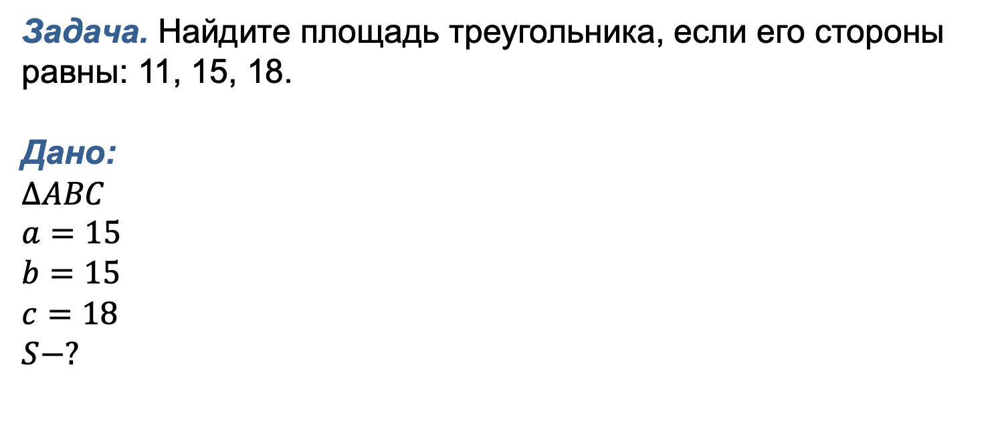 Задача. Найдите площадь треугольника, если его стороны
равны: 11, 15, 18.
Дано:
ΔABC
a = 15
b = 15
c = 18
S−?